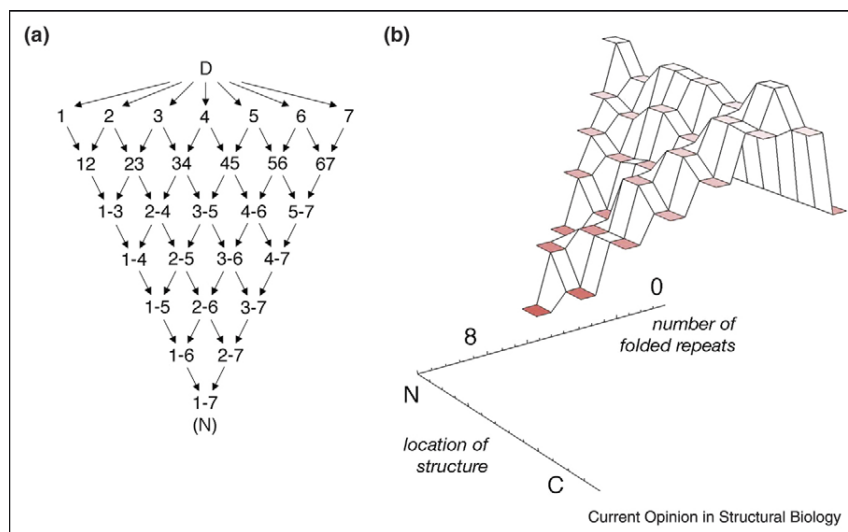 (a)
D
1 2 3 4 5 6 7
12 23 34 45 56 67
1-3 2-4 3-5 4-6 5-7
1-4 2-5 3-6 4-7
1-5 2-6 3-7
1-6 2-7
1-7
(N)
(b)
0
8
number of
folded repeats
N
location of
structure
C
Current Opinion in Structural Biology